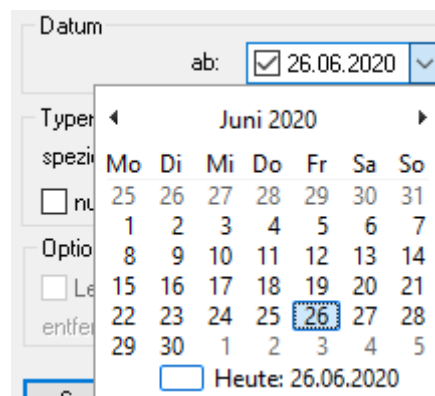 Datum
ab: 26.06.2020
Juni 2020
Mo Di Mi Do Fr Sa So
25 26 27 28 29 30 31
1 2 3 4 5 6 7
8 9 10 11 12 13 14
15 16 17 18 19 20 21
22 23 24 25 26 27 28
29 30 1 2 3 4 5
Heute: 26.06.2020